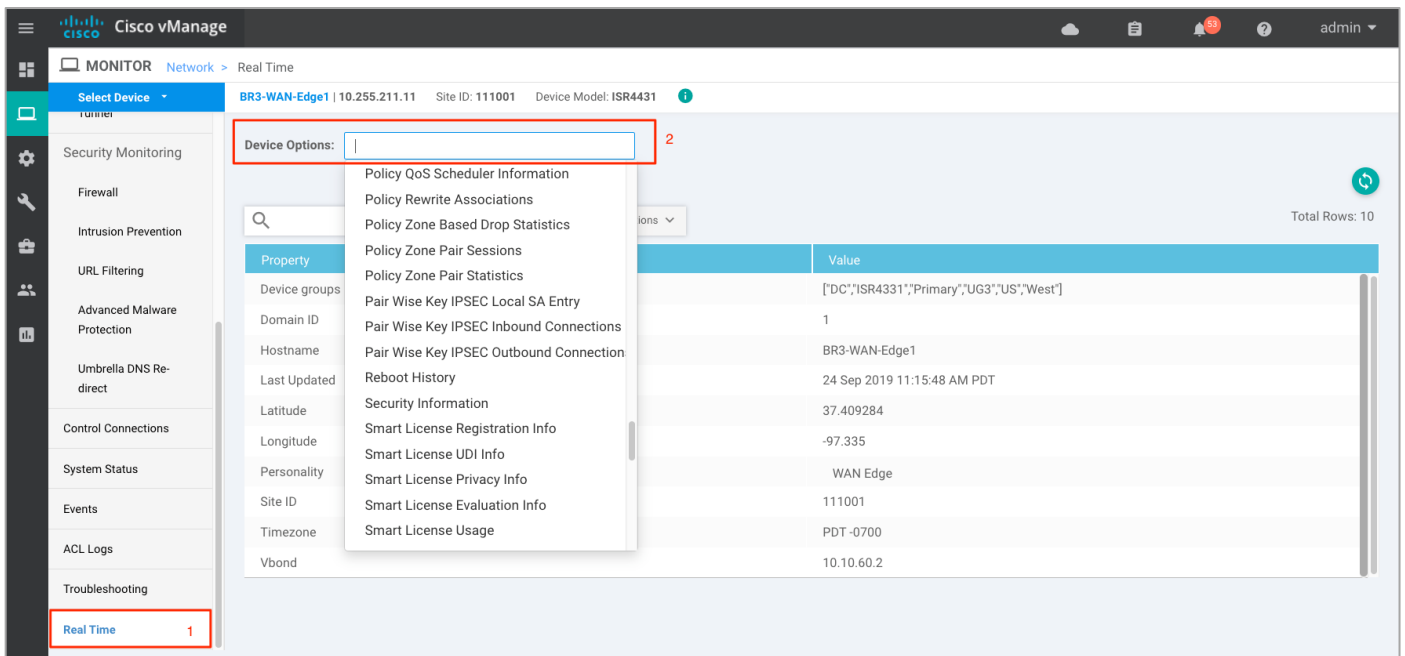 cisco Cisco vManage
53
admin
MONITOR Network > Real Time
Select Device
BR3-WAN-Edge1 | 10.255.211.11 Site ID: 111001 Device Model: ISR4431 i
Tunnel
Security Monitoring
Firewall
Intrusion Prevention
URL Filtering
Advanced Malware
Protection
Umbrella DNS Re-
direct
Control Connections
System Status
Events
ACL Logs
Troubleshooting
Real Time 1
Device Options: 2
Policy QoS Scheduler Information
Policy Rewrite Associations
Policy Zone Based Drop Statistics
Policy Zone Pair Sessions
Policy Zone Pair Statistics
Pair Wise Key IPSEC Local SA Entry
Pair Wise Key IPSEC Inbound Connections
Pair Wise Key IPSEC Outbound Connection
Reboot History
Security Information
Smart License Registration Info
Smart License UDI Info
Smart License Privacy Info
Smart License Evaluation Info
Smart License Usage
ions
Total Rows: 10
Property Value
Device groups ["DC","ISR4331","Primary","UG3","US","West"]
Domain ID 1
Hostname BR3-WAN-Edge1
Last Updated 24 Sep 2019 11:15:48 AM PDT
Latitude 37.409284
Longitude -97.335
Personality WAN Edge
Site ID 111001
Timezone PDT -0700
Vbond 10.10.60.2